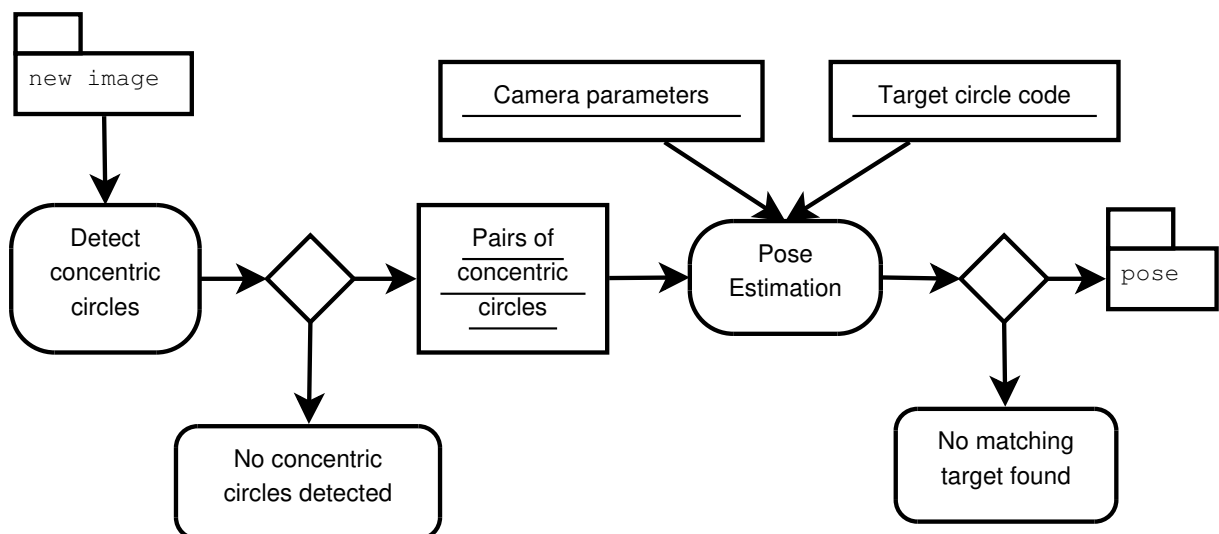 new image
Camera parameters
Target circle code
Detect
concentric
circles
Pairs of
concentric
circles
Pose
Estimation
pose
No concentric
circles detected
No matching
target found